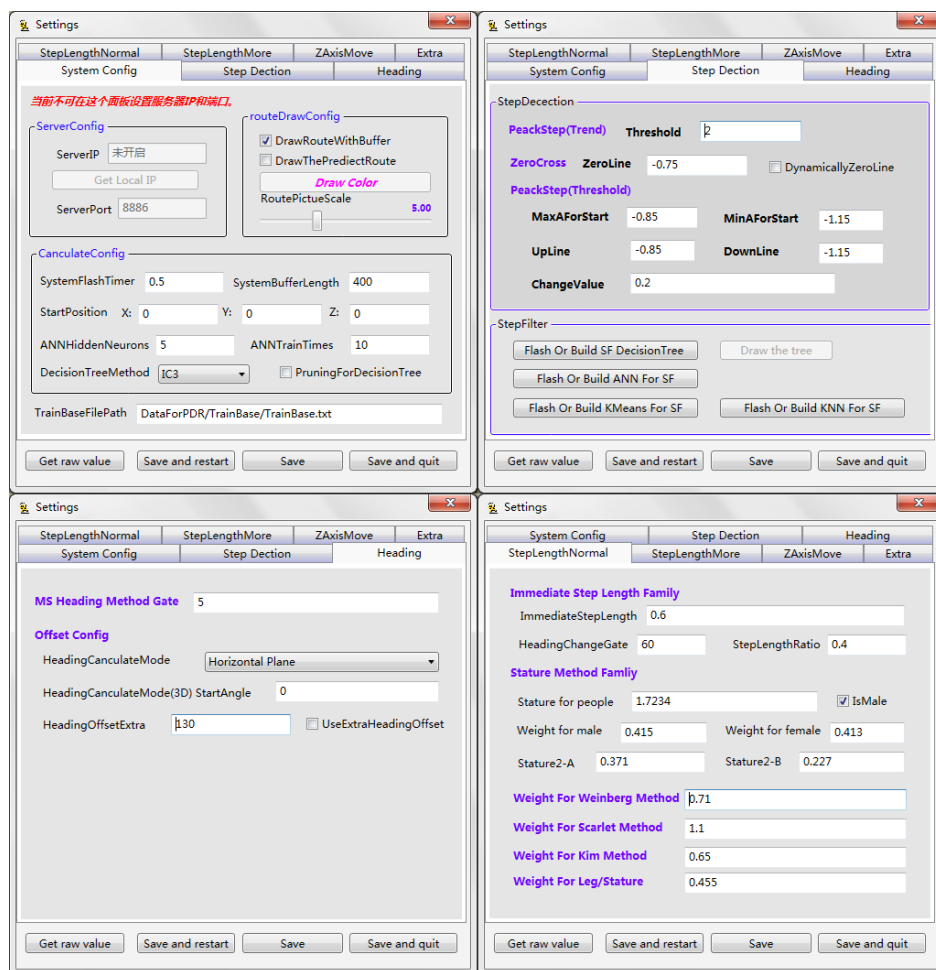 Settings
StepLengthNormal StepLengthMore ZAxisMove Extra
System Config Step Dection Heading
当前不可在这个面板设置服务器IP和端口。
ServerConfig
ServerIP 未开启
Get Local IP
ServerPort 8886
routeDrawConfig
DrawRouteWithBuffer
DrawThePrediectRoute
Draw Color
RoutePictueScale 5.00
CanculateConfig
SystemFlashTimer 0.5 SystemBufferLength 400
StartPosition X: 0 Y: 0 Z: 0
ANNHiddenNeurons 5 ANNTrainTimes 10
DecisionTreeMethod IC3 PruningForDecisionTree
TrainBaseFilePath DataForPDR/TrainBase/TrainBase.txt
Get raw value Save and restart Save Save and quit
Settings
StepLengthNormal StepLengthMore ZAxisMove Extra
System Config Step Dection Heading
StepDecection
PeackStep(Trend) Threshold 2
ZeroCross ZeroLine -0.75 DynamicallyZeroLine
PeackStep(Threshold)
MaxAForStart -0.85 MinAForStart -1.15
UpLine -0.85 DownLine -1.15
ChangeValue 0.2
StepFilter
Flash Or Build SF DecisionTree Draw the tree
Flash Or Build ANN For SF
Flash Or Build KMeans For SF Flash Or Build KNN For SF
Get raw value Save and restart Save Save and quit
Settings
StepLengthNormal StepLengthMore ZAxisMove Extra
System Config Step Dection Heading
MS Heading Method Gate 5
Offset Config
HeadingCanculateMode Horizontal Plane
HeadingCanculateMode(3D) StartAngle 0
HeadingOffsetExtra 130 UseExtraHeadingOffset
Get raw value Save and restart Save Save and quit
Settings
System Config Step Dection Heading
StepLengthNormal StepLengthMore ZAxisMove Extra
Immediate Step Length Family
ImmediateStepLength 0.6
HeadingChangeGate 60 StepLengthRatio 0.4
Stature Method Famliy
Stature for people 1.7234 IsMale
Weight for male 0.415 Weight for female 0.413
Stature2-A 0.371 Stature2-B 0.227
Weight For Weinberg Method 0.71
Weight For Scarlet Method 1.1
Weight For Kim Method 0.65
Weight For Leg/Stature 0.455
Get raw value Save and restart Save Save and quit